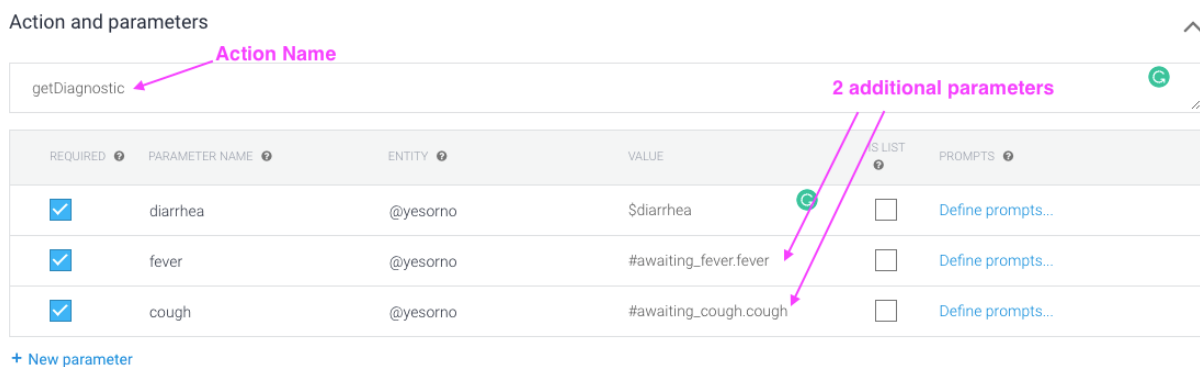 Action and parameters
Action Name
getDiagnostic
2 additional parameters
REQUIRED ? PARAMETER NAME ? ENTITY ? VALUE IS LIST ? PROMPTS ?
diarrhea @yesorno $diarrhea Define prompts...
fever @yesorno #awaiting_fever.fever Define prompts...
cough @yesorno #awaiting_cough.cough Define prompts...
+ New parameter